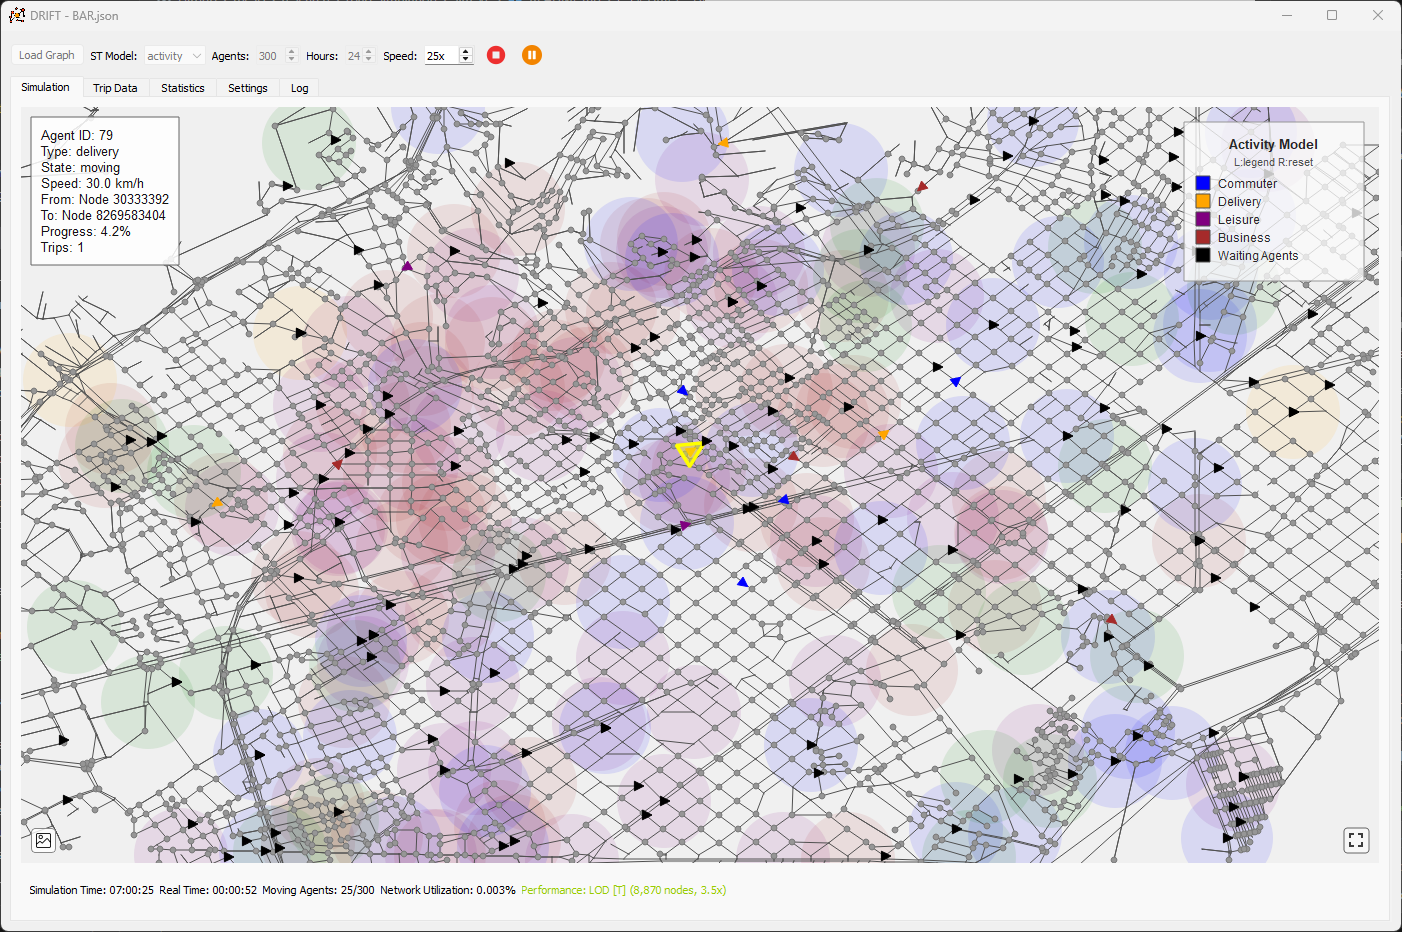 DRIFT - BAR.json
Load Graph ST Model: activity Agents: 300 Hours: 24 Speed: 25x
Simulation Trip Data Statistics Settings Log
Agent ID: 79
Type: delivery
State: moving
Speed: 30.0 km/h
From: Node 30333392
To: Node 8269583404
Progress: 4.2%
Trips: 1
Activity Model
L:legend R:reset
Commuter
Delivery
Leisure
Business
Waiting Agents
Simulation Time: 07:00:25 Real Time: 00:00:52 Moving Agents: 25/300 Network Utilization: 0.003% Performance: LOD [T] (8,870 nodes, 3.5x)